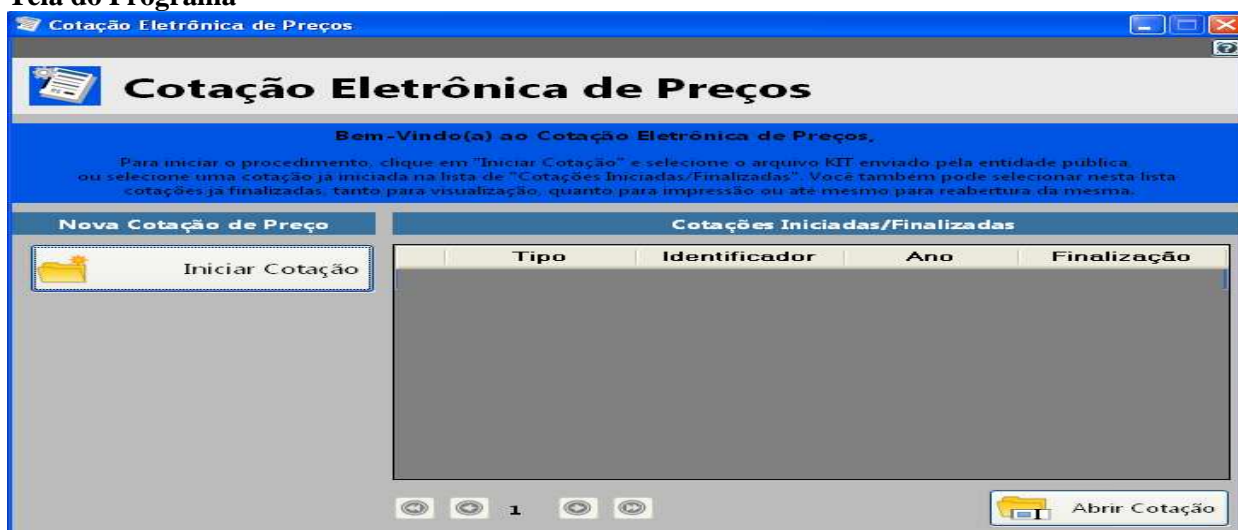 Tela do Programa
Cotação Eletrônica de Preços
Cotação Eletrônica de Preços
Bem-Vindo(a) ao Cotação Eletrônica de Preços,
Para iniciar o procedimento, clique em "Iniciar Cotação" e selecione o arquivo KIT enviado pela entidade pública,
ou selecione uma cotação já iniciada na lista de "Cotações Iniciadas/Finalizadas". Você também pode selecionar nesta lista
cotações ja finalizadas, tanto para visualização, quanto para impressão ou até mesmo para reabertura da mesma.
Nova Cotação de Preço
Cotações Iniciadas/Finalizadas
Iniciar Cotação
Tipo Identificador Ano Finalização
1
Abrir Cotação